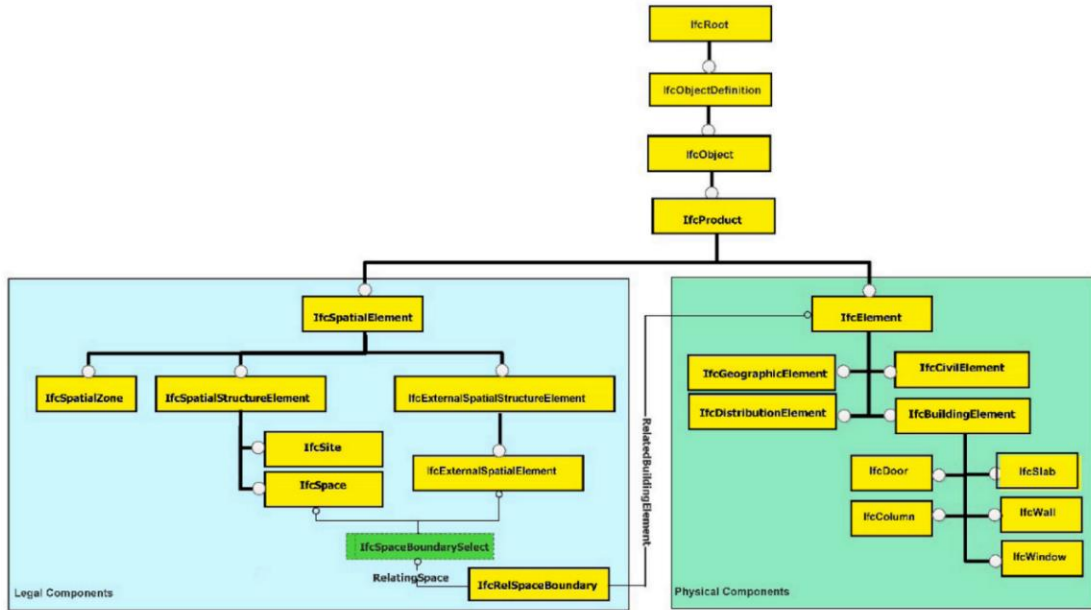 IfcRoot
IfcObjectDefinition
IfcObject
IfcProduct
IfcSpatialElement
IfcElement
IfcSpatialZone
IfcSpatialStructureElement
IfcExternalSpatialStructureElement
IfcGeographicElement
IfcCivilElement
IfcDistributionElement
IfcBuildingElement
IfcSite
IfcSpace
IfcExternalSpatialElement
RelatedBuildingElement
IfcDoor
IfcSlab
IfcColumn
IfcWall
IfcWindow
IfcSpaceBoundarySelect
RelatingSpace
IfcRelSpaceBoundary
Legal Components
Physical Components